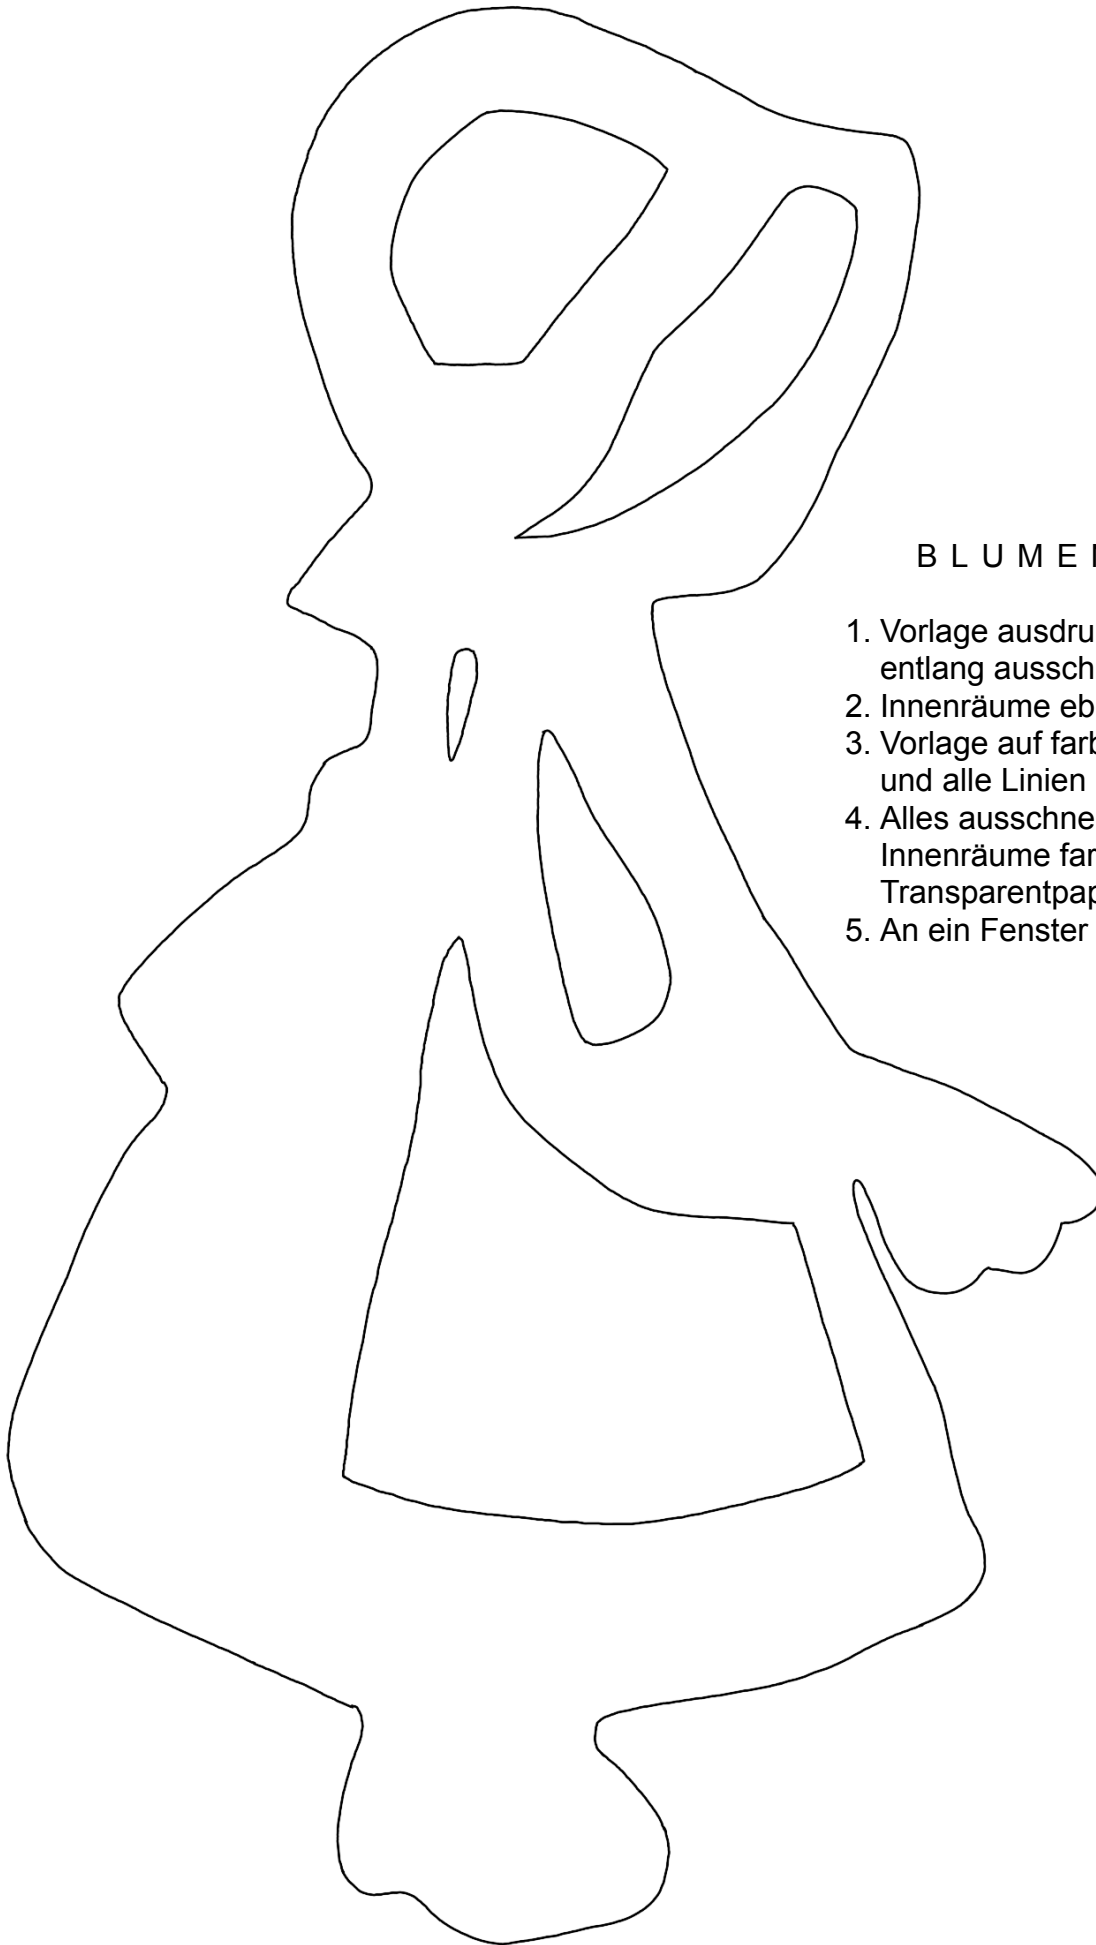 B L U M E
1. Vorlage ausdru
entlang aussch
2. Innenräume eb
3. Vorlage auf farb
und alle Linien
4. Alles ausschne
Innenräume far
Transparentpap
5. An ein Fenster